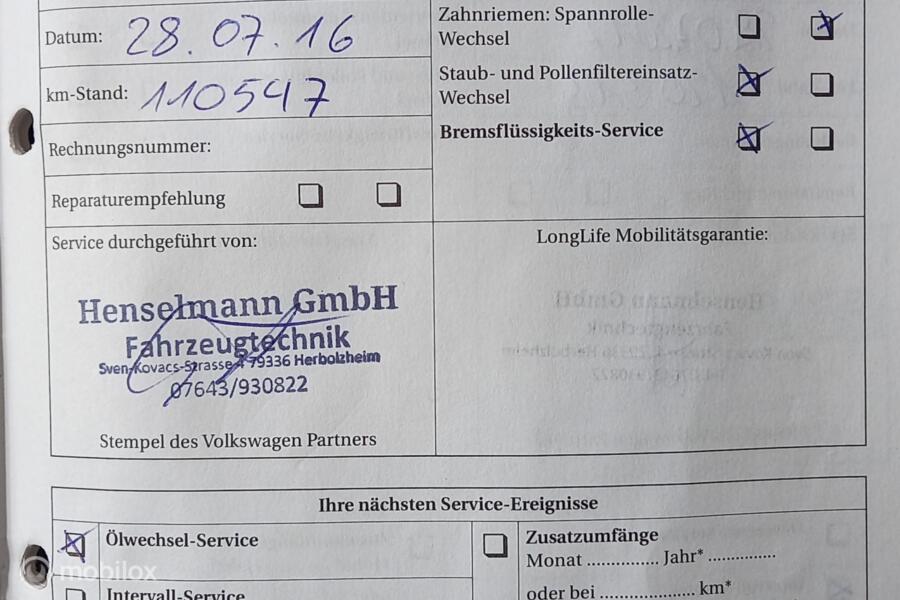 Datum: 28.07.16
km-Stand: 110547
Rechnungsnummer:
Reparaturempfehlung
Service durchgeführt von:
Henselmann GmbH
Fahrzeugtechnik
Sven-Kovacs-Strasse 4 79336 Herbolzheim
07643/930822
Stempel des Volkswagen Partners
Zahnriemen: Spannrolle-
Wechsel
Staub- und Pollenfiltereinsatz-
Wechsel
Bremsflüssigkeits-Service
LongLife Mobilitätsgarantie:
Ihre nächsten Service-Ereignisse
Ölwechsel-Service
Intervall-Service
Zusatzumfänge
Monat ............... Jahr* ..............
oder bei .................... km*
mobilox